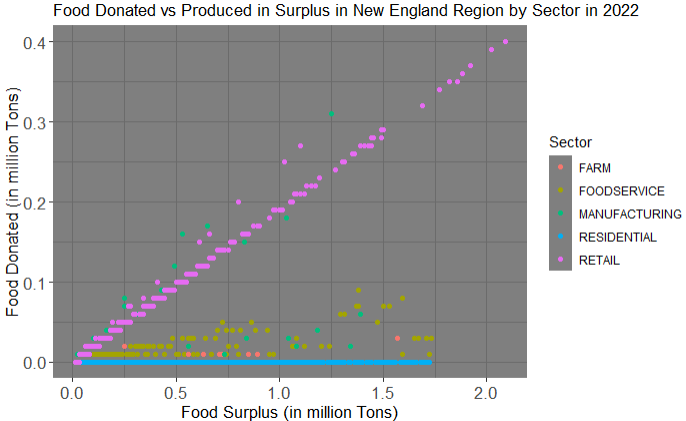 Food Donated vs Produced in Surplus in New England Region by Sector in 2022
Food Donated (in million Tons)
0.4
0.3
0.2
0.1
0.0
0.0 0.5 1.0 1.5 2.0
Food Surplus (in million Tons)
Sector
FARM
FOODSERVICE
MANUFACTURING
RESIDENTIAL
RETAIL